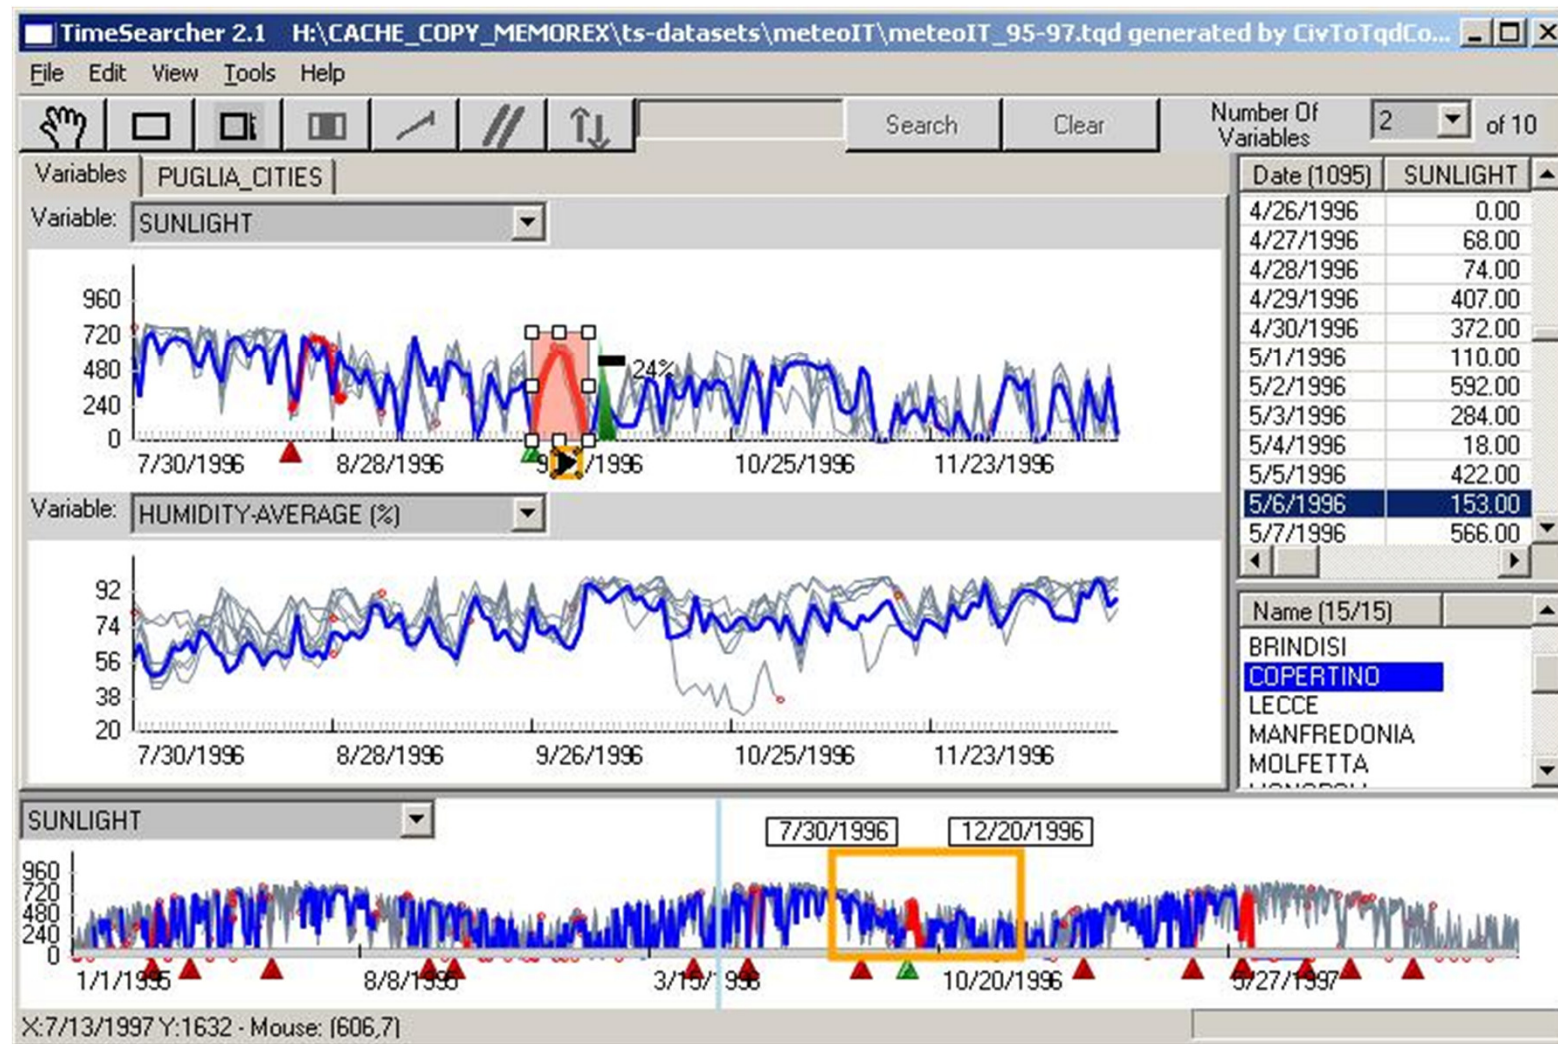 TimeSearcher 2.1 H:\CACHE_COPY_MEMOREX\ts-datasets\meteoIT\meteoIT_95-97.tqd generated by CivToTqdCo...
File Edit View Tools Help
Search Clear Number Of Variables 2 of 10
Variables PUGLIA_CITIES
Variable: SUNLIGHT
960
720
480
240
0
24%
7/30/1996 8/28/1996 10/25/1996 11/23/1996
Variable: HUMIDITY-AVERAGE (%)
92
74
56
38
20
7/30/1996 8/28/1996 9/26/1996 10/25/1996 11/23/1996
Date (1095) SUNLIGHT
4/26/1996 0.00
4/27/1996 68.00
4/28/1996 74.00
4/29/1996 407.00
4/30/1996 372.00
5/1/1996 110.00
5/2/1996 592.00
5/3/1996 284.00
5/4/1996 18.00
5/5/1996 422.00
5/6/1996 153.00
5/7/1996 566.00
Name (15/15)
BRINDISI
COPERTINO
LECCE
MANFREDONIA
MOLFETTA
SUNLIGHT
7/30/1996 12/20/1996
960
720
480
240
0
1/1/1995 8/8/1995 10/20/1996
X:7/13/1997 Y:1632 - Mouse: (606,7)